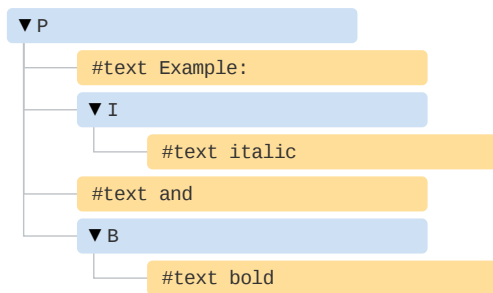 ▼ P
#text Example:
▼ I
#text italic
#text and
▼ B
#text bold